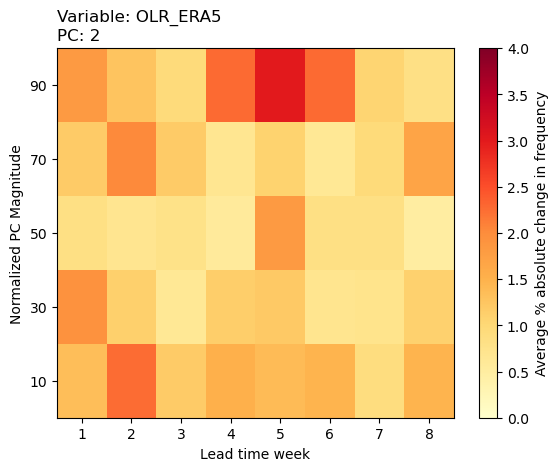 Variable: OLR_ERA5
PC: 2
Normalized PC Magnitude
90
70
50
30
10
1 2 3 4 5 6 7 8
Lead time week
4.0
3.5
3.0
2.5
2.0
1.5
1.0
0.5
0.0
Average % absolute change in frequency